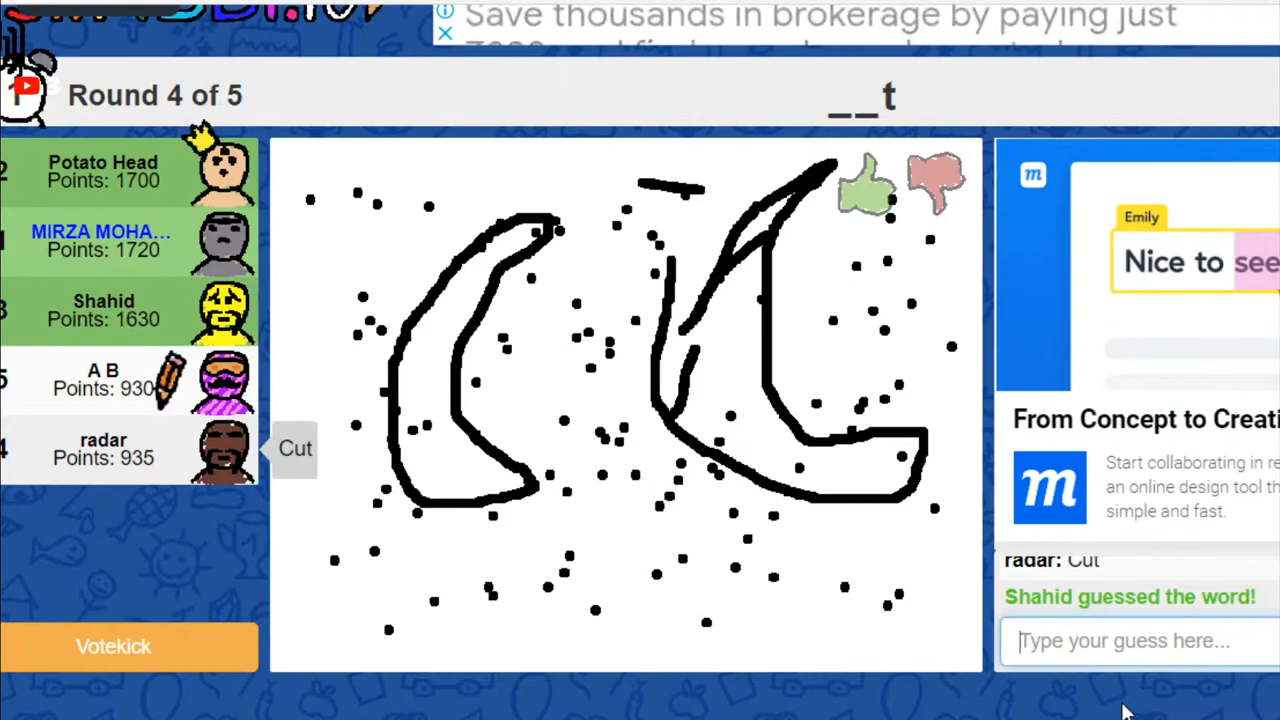 Save thousands in brokerage by paying just
Round 4 of 5
__t
Potato Head
Points: 1700
MIRZA MOHA...
Points: 1720
Shahid
Points: 1630
A B
Points: 930
radar
Points: 935
Cut
Votekick
m
Emily
Nice to see
From Concept to Creati
m
Start collaborating in re
an online design tool th
simple and fast.
radar: Cut
Shahid guessed the word!
Type your guess here...